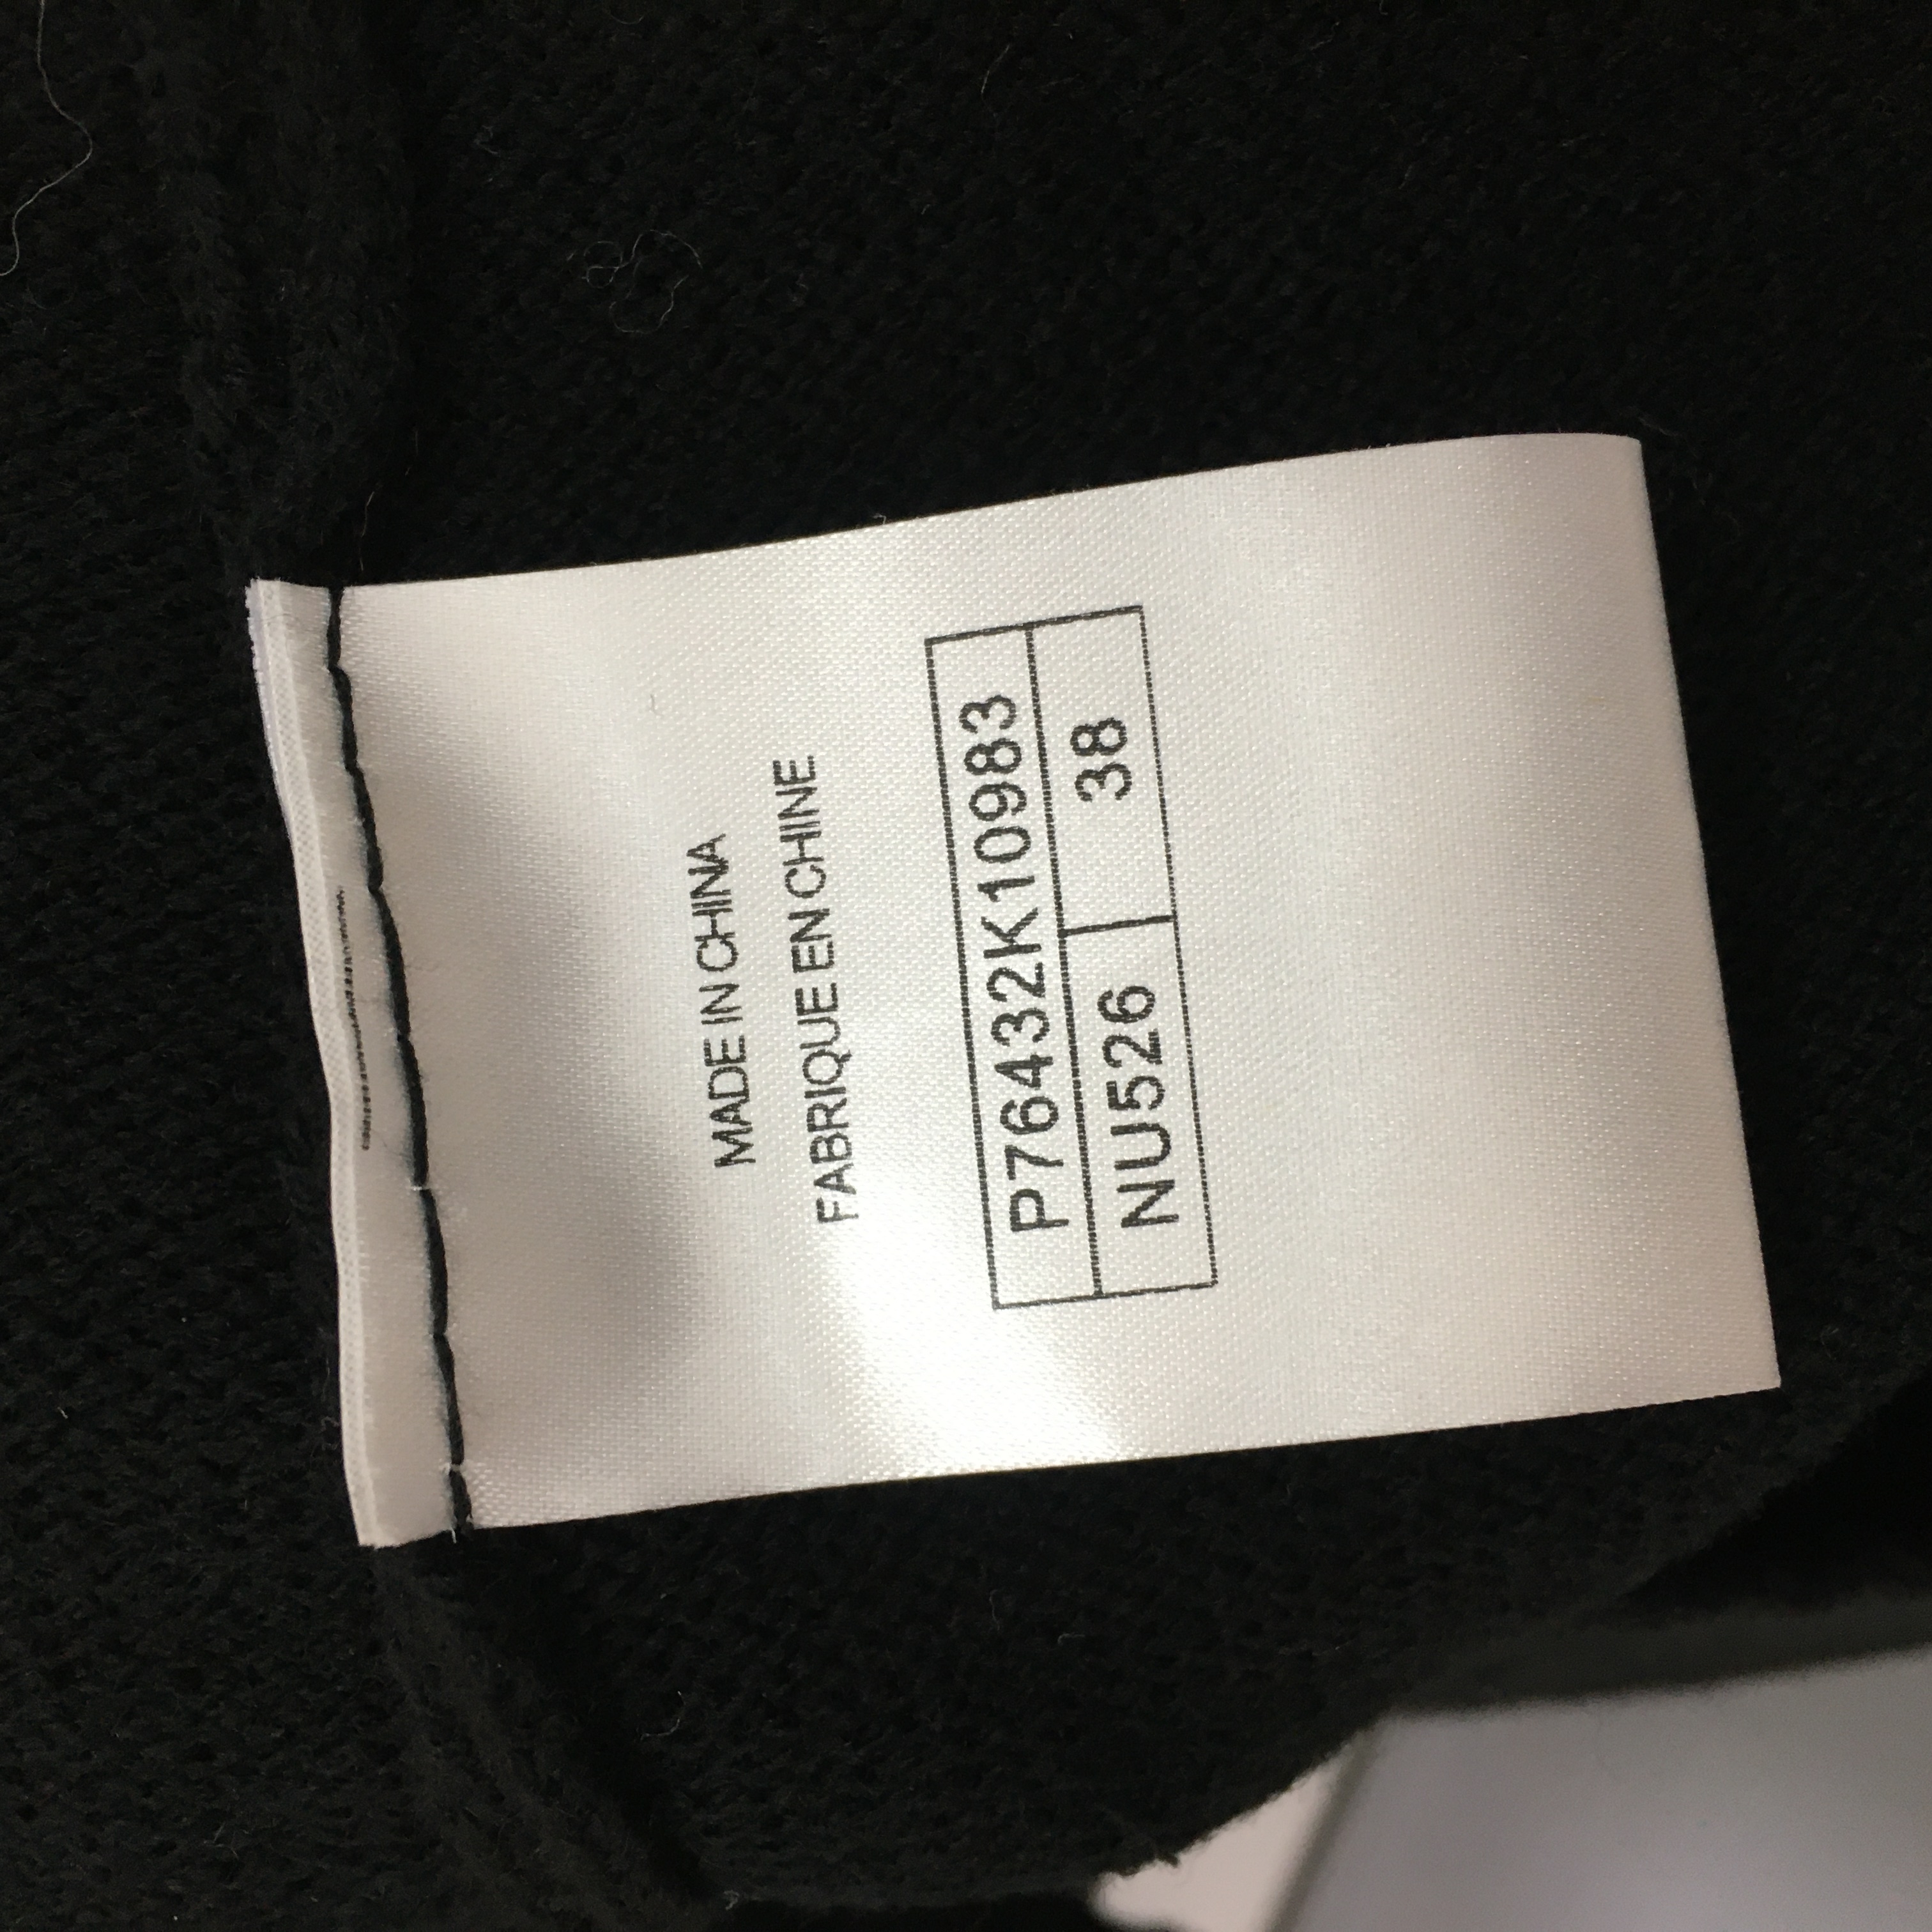 MADE IN CHINA
FABRIQUE EN CHINE
P76432K10983
NU526 38